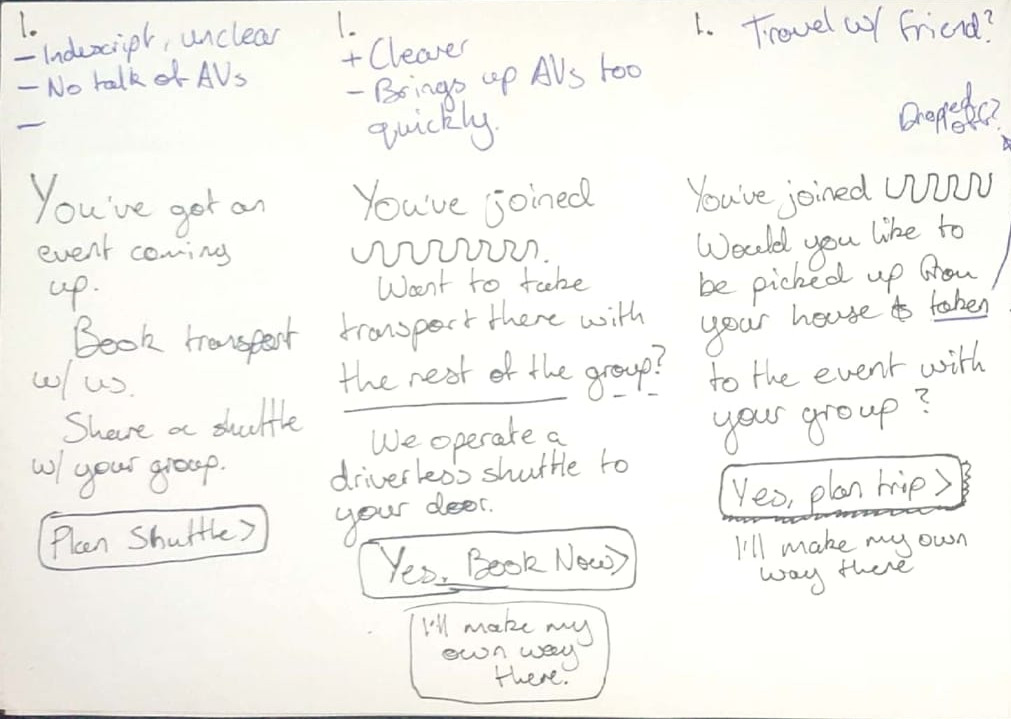 1.
- Indescript, unclear
- No talk of AVs
-
You've got an
event coming
up.
Book transport
w/ us.
Share a shuttle
w/ your group.
Plan Shuttle >
1.
+ Clearer
- Brings up AVs too
quickly.
You've joined
Want to take
transport there with
the rest of the group?
We operate a
driverless shuttle to
your door.
Yes, Book Now >
I'll make my
own way
there.
1. Travel w/ friend?
Dropped
off?
You've joined
Would you like to
be picked up from
your house & taken
to the event with
your group?
Yes, plan trip >
I'll make my own
way there